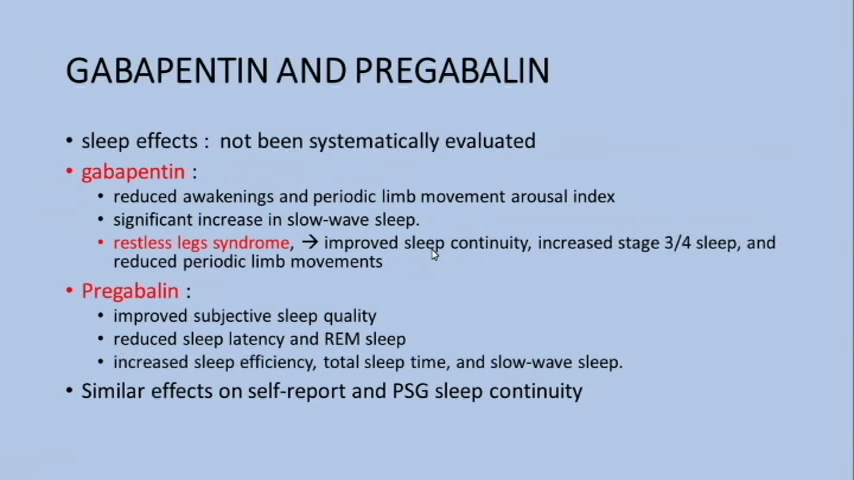 GABAPENTIN AND PREGABALIN
• sleep effects : not been systematically evaluated
• gabapentin :
• reduced awakenings and periodic limb movement arousal index
• significant increase in slow-wave sleep.
• restless legs syndrome, → improved sleep continuity, increased stage 3/4 sleep, and
reduced periodic limb movements
• Pregabalin :
• improved subjective sleep quality
• reduced sleep latency and REM sleep
• increased sleep efficiency, total sleep time, and slow-wave sleep.
• Similar effects on self-report and PSG sleep continuity